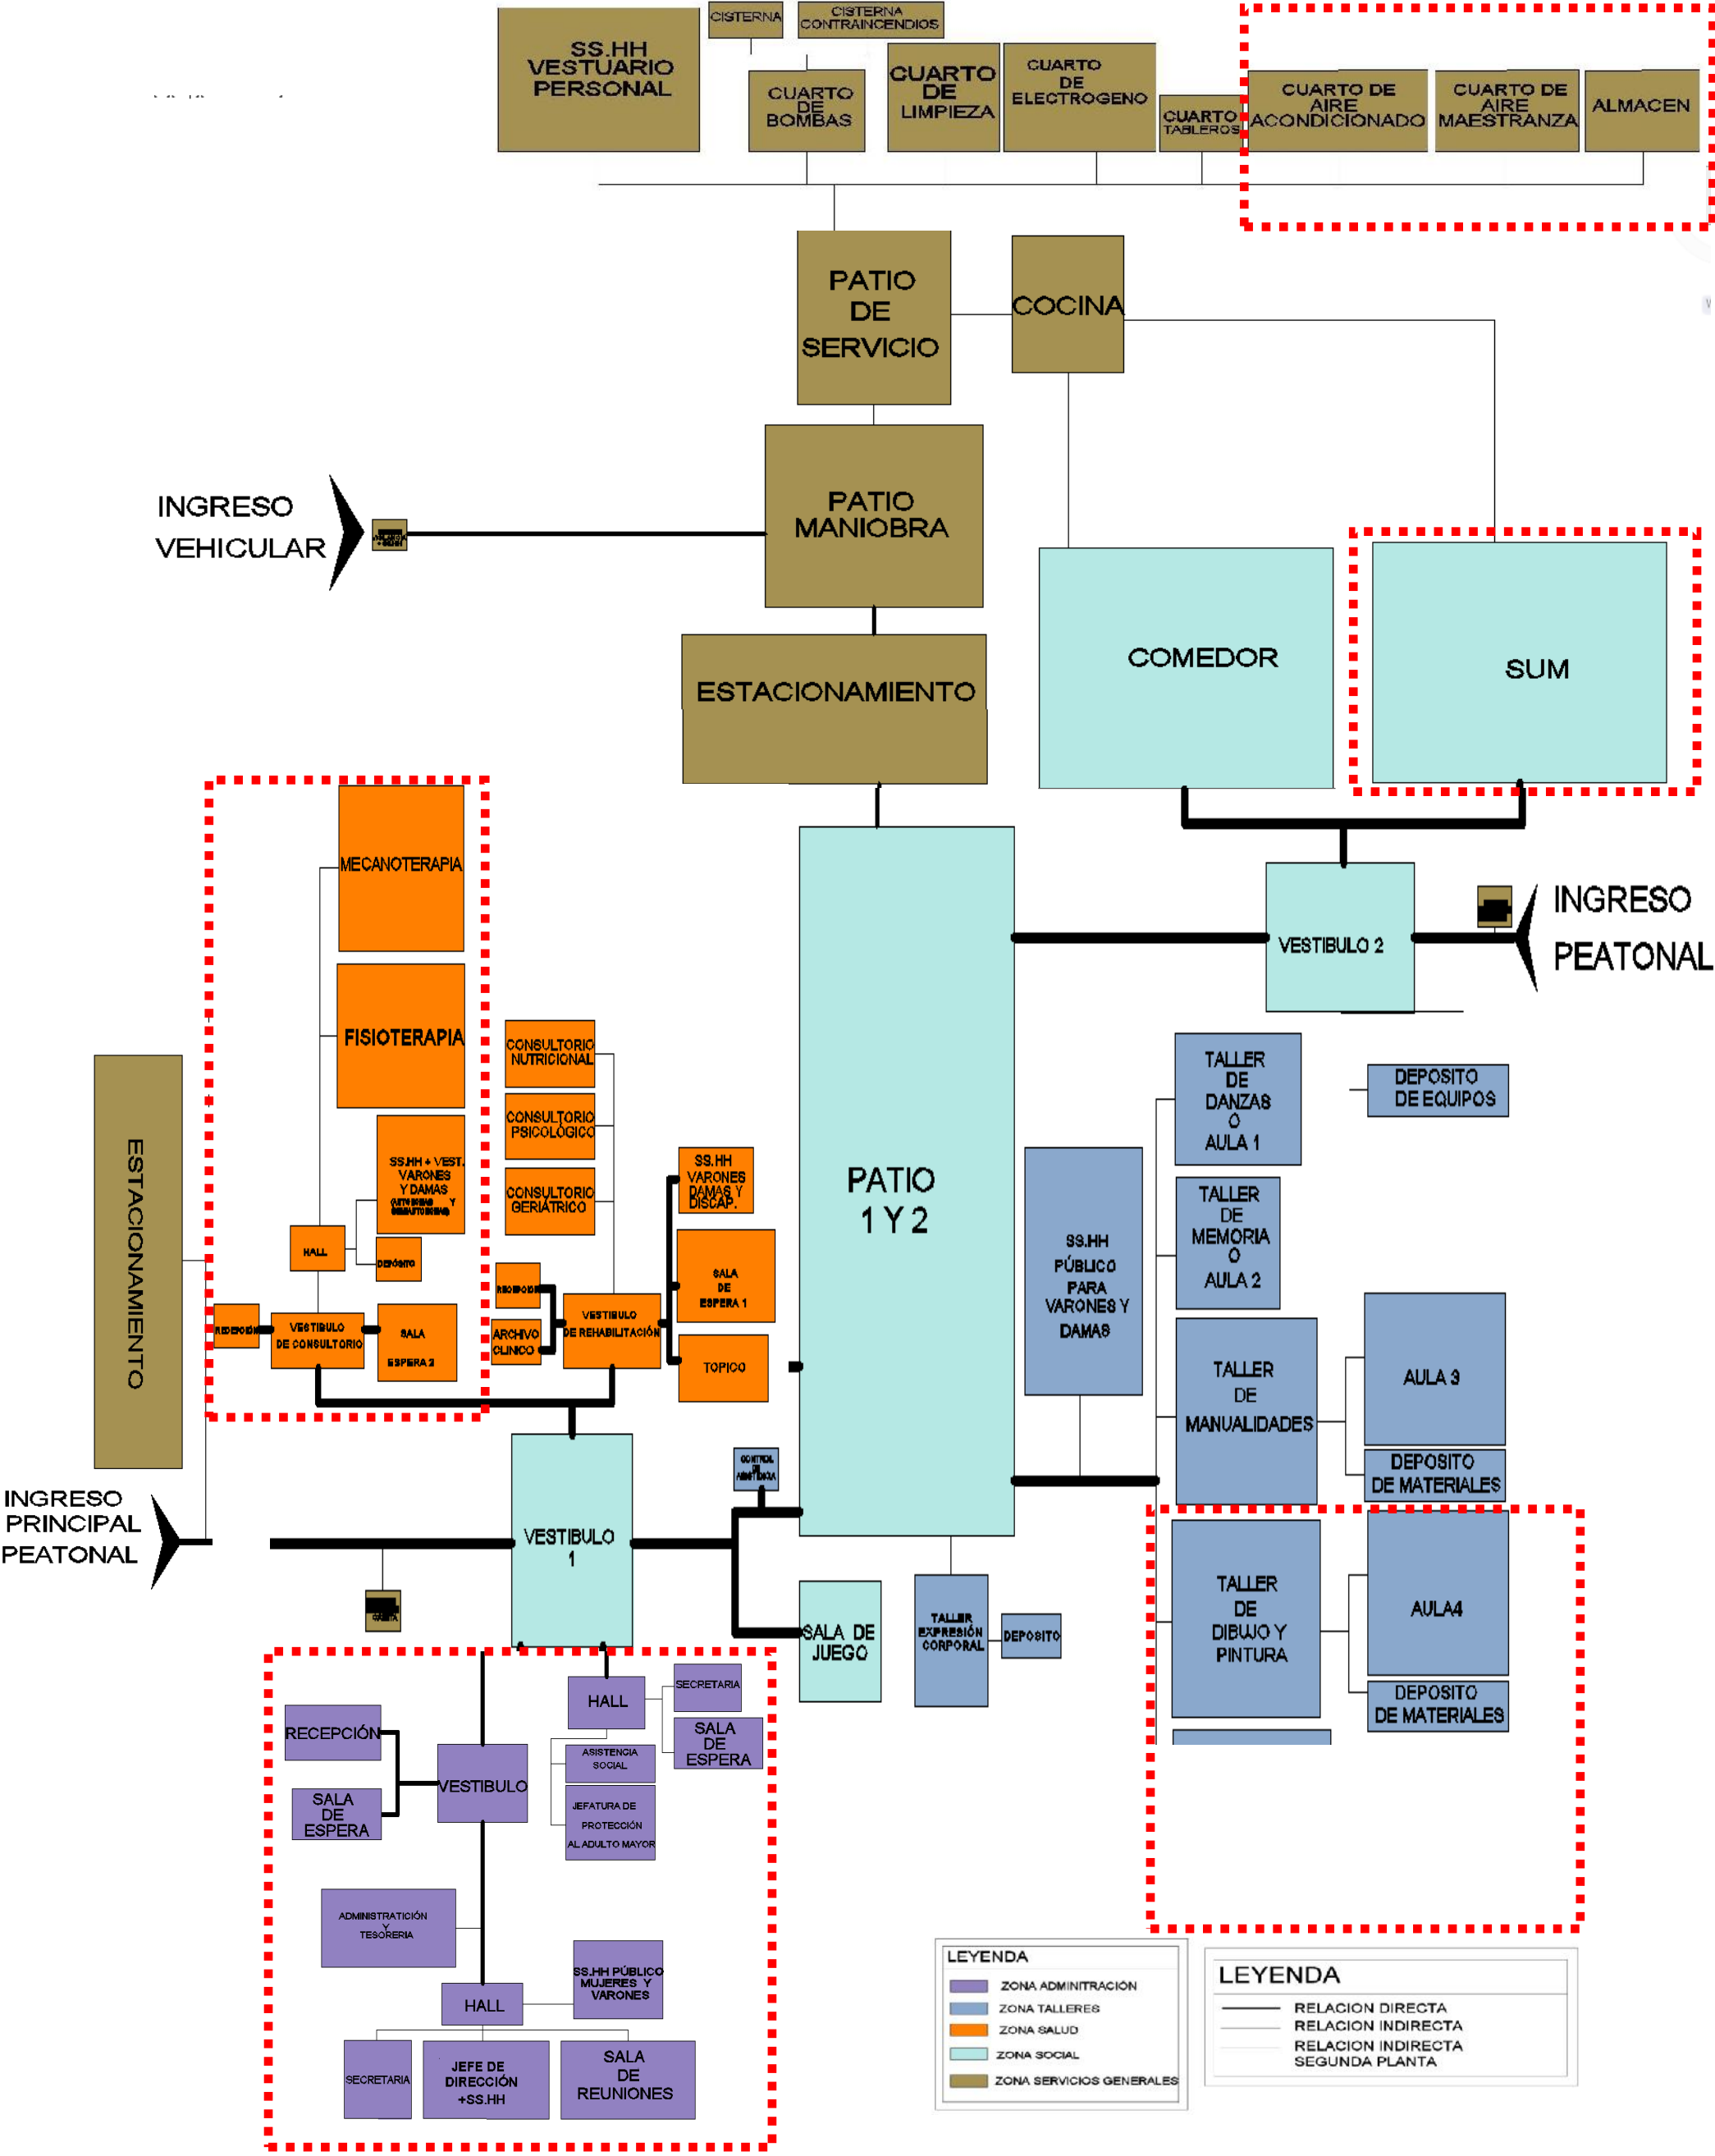 CISTERNA
CISTERNA
CONTRAINCENDIOS
SS.HH
VESTUARIO
PERSONAL
CUARTO
DE
BOMBAS
CUARTO
DE
LIMPIEZA
CUARTO
DE
ELECTROGENO
CUARTO
TABLEROS
CUARTO DE
AIRE
ACONDICIONADO
CUARTO DE
AIRE
MAESTRANZA
ALMACEN
PATIO
DE
SERVICIO
COCINA
INGRESO
VEHICULAR
PATIO
MANIOBRA
ESTACIONAMIENTO
COMEDOR
SUM
MECANOTERAPIA
FISIOTERAPIA
SS.HH + VEST.
VARONES
Y DAMAS
HALL
DEPÓSITO
RECEPCIÓN
VESTIBULO
DE CONSULTORIO
SALA
ESPERA 2
ESTACIONAMIENTO
CONSULTORIO
NUTRICIONAL
CONSULTORIO
PSICOLÓGICO
CONSULTORIO
GERIÁTRICO
RECEPCION
ARCHIVO
CLINICO
VESTIBULO
DE REHABILITACIÓN
SS.HH
VARONES
DAMAS Y
DISCAP.
SALA
DE
ESPERA 1
TOPICO
PATIO
1 Y 2
VESTIBULO 2
INGRESO
PEATONAL
SS.HH
PÚBLICO
PARA
VARONES Y
DAMAS
TALLER
DE
DANZAS
O
AULA 1
DEPOSITO
DE EQUIPOS
TALLER
DE
MEMORIA
O
AULA 2
TALLER
DE
MANUALIDADES
AULA 3
DEPOSITO
DE MATERIALES
TALLER
DE
DIBUJO Y
PINTURA
AULA4
DEPOSITO
DE MATERIALES
INGRESO
PRINCIPAL
PEATONAL
VESTIBULO
1
CONTROL
DE
SALA DE
JUEGO
TALLER
EXPRESIÓN
CORPORAL
DEPOSITO
HALL
SECRETARIA
SALA
DE
ESPERA
ASISTENCIA
SOCIAL
JEFATURA DE
PROTECCIÓN
AL ADULTO MAYOR
RECEPCIÓN
SALA
DE
ESPERA
VESTIBULO
ADMINISTRATICIÓN
Y
TESORERIA
HALL
SS.HH PÚBLICO
MUJERES Y
VARONES
SECRETARIA
JEFE DE
DIRECCIÓN
+SS.HH
SALA
DE
REUNIONES
LEYENDA
ZONA ADMINITRACIÓN
ZONA TALLERES
ZONA SALUD
ZONA SOCIAL
ZONA SERVICIOS GENERALES
LEYENDA
RELACION DIRECTA
RELACION INDIRECTA
RELACION INDIRECTA
SEGUNDA PLANTA